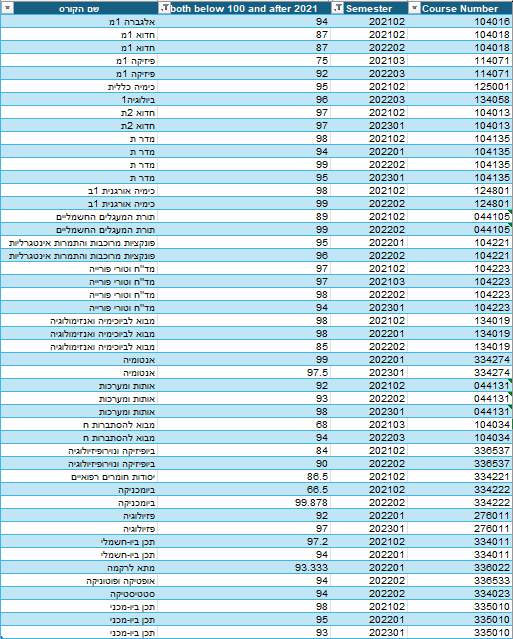 שם הקורס both below 100 and after 2021 Semester Course Number
אלגברה 1מ 94 202102 104016
חדוא 1מ 87 202102 104018
חדוא 1מ 87 202202 104018
פיזיקה 1מ 75 202103 114071
פיזיקה 1מ 92 202203 114071
כימיה כללית 95 202102 125001
ביולוגיה1 96 202203 134058
חדוא 2ת 97 202102 104013
חדוא 2ת 97 202301 104013
מדר ת 98 202102 104135
מדר ת 94 202201 104135
מדר ת 99 202202 104135
מדר ת 95 202301 104135
כימיה אורגנית 1ב 98 202102 124801
כימיה אורגנית 1ב 99 202202 124801
תורת המעגלים החשמליים 89 202102 044105
תורת המעגלים החשמליים 99 202202 044105
פונקציות מרוכבות והתמרות אינטגרליות 95 202201 104221
פונקציות מרוכבות והתמרות אינטגרליות 96 202202 104221
מד"ח וטורי פורייה 97 202102 104223
מד"ח וטורי פורייה 97 202103 104223
מד"ח וטורי פורייה 98 202202 104223
מד"ח וטורי פורייה 94 202301 104223
מבוא לביוכימיה ואנזימולוגיה 98 202102 134019
מבוא לביוכימיה ואנזימולוגיה 98 202201 134019
מבוא לביוכימיה ואנזימולוגיה 85 202202 134019
אנטומיה 99 202201 334274
אנטומיה 97.5 202301 334274
אותות ומערכות 92 202102 044131
אותות ומערכות 93 202202 044131
אותות ומערכות 98 202301 044131
מבוא להסתברות ח 68 202103 104034
מבוא להסתברות ח 94 202203 104034
ביופיזיקה ונוירופיזיולוגיה 84 202102 336537
ביופיזיקה ונוירופיזיולוגיה 90 202202 336537
יסודות חומרים רפואיים 86.5 202102 334221
ביומכניקה 66.5 202102 334222
ביומכניקה 99.878 202202 334222
פזיולוגיה 92 202201 276011
פזיולוגיה 97 202301 276011
תכן ביו-חשמלי 97.2 202102 334011
תכן ביו-חשמלי 94 202201 334011
מתא לרקמה 93.333 202201 336022
אופטיקה ופוטוניקה 94 202202 336533
סטטיסטיקה 94 202202 334023
תכן ביו-מכני 98 202102 335010
תכן ביו-מכני 95 202201 335010
תכן ביו-מכני 93 202301 335010